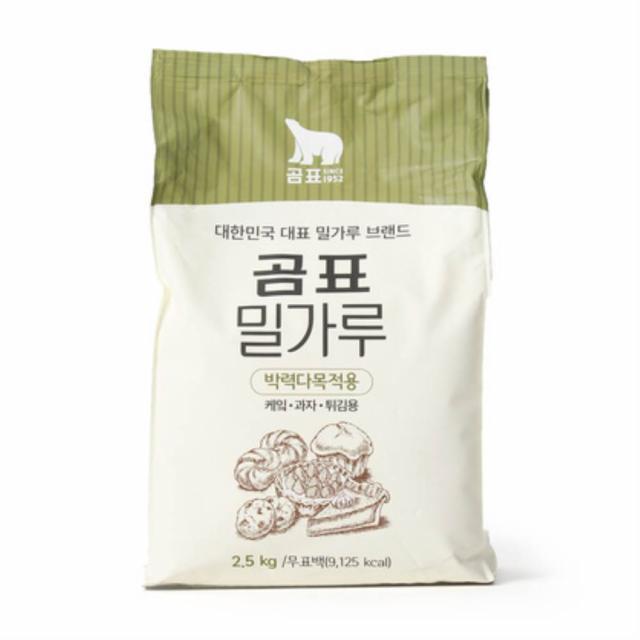 곰표 SINCE 1952
대한민국 대표 밀가루 브랜드
곰표
밀가루
박력다목적용
케잌•과자•튀김용
2.5 kg /무표백(9,125 kcal)